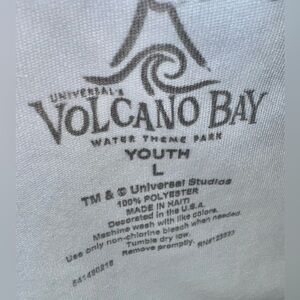 UNIVERSAL'S
VOLCANO BAY
WATER THEME PARK
YOUTH
L
TM & © Universal Studios
100% POLYESTER
MADE IN HAITI
Decorated in the U.S.A.
Machine wash with like colors.
Use only non-chlorine bleach when needed.
Tumble dry low.
Remove promptly.